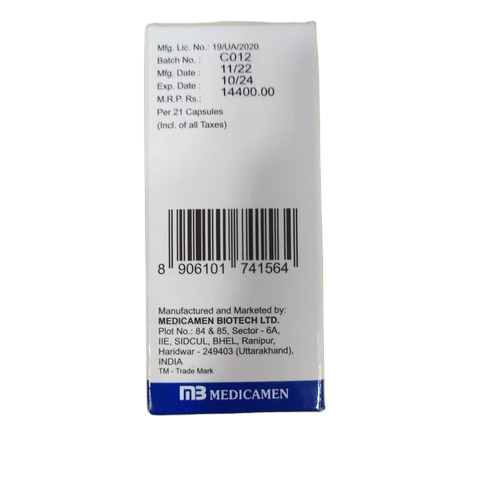 Mfg. Lic. No.: 19/UA/2020
Batch No. : C012
Mfg. Date : 11/22
Exp. Date : 10/24
M.R.P. Rs.: 14400.00
Per 21 Capsules
(Incl. of all Taxes)
8 906101 741564
Manufactured and Marketed by:
MEDICAMEN BIOTECH LTD.
Plot No.: 84 & 85, Sector - 6A,
IIE, SIDCUL, BHEL, Ranipur,
Haridwar - 249403 (Uttarakhand),
INDIA
TM - Trade Mark
MB MEDICAMEN